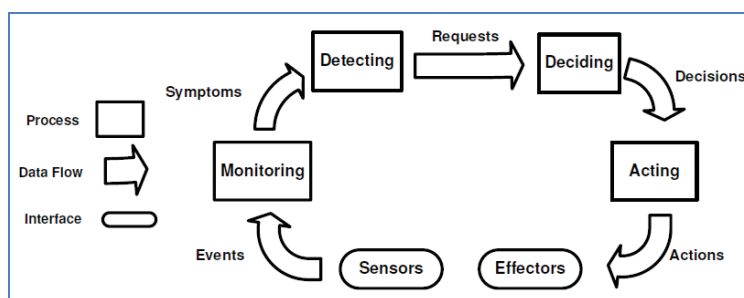 Requests
Detecting
Deciding
Symptoms
Decisions
Process
Data Flow
Monitoring
Acting
Interface
Events
Sensors
Effectors
Actions